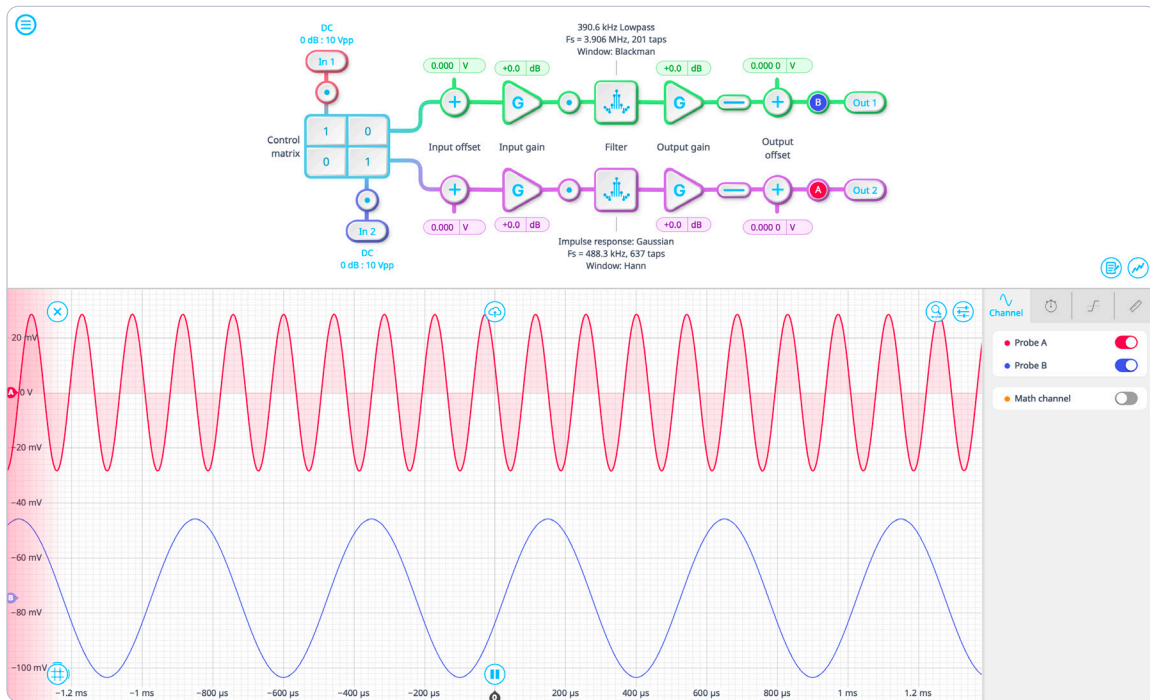 390.6 kHz Lowpass
Fs = 3.906 MHz, 201 taps
Window: Blackman
DC
0 dB : 10 Vpp
In 1
0.000 V
+0.0 dB
+0.0 dB
0.000 0 V
G
G
B
Out 1
1 0
0 1
Control
matrix
Input offset
Input gain
Filter
Output gain
Output
offset
G
G
A
Out 2
In 2
0.000 V
+0.0 dB
+0.0 dB
0.000 0 V
DC
0 dB : 10 Vpp
Impulse response: Gaussian
Fs = 488.3 kHz, 637 taps
Window: Hann
Channel
Probe A
Probe B
Math channel
20 mV
A
0 V
−20 mV
−40 mV
−60 mV
B
−80 mV
−100 mV
−1.2 ms
−1 ms
−800 µs
−600 µs
−400 µs
−200 µs
0
200 µs
400 µs
600 µs
800 µs
1 ms
1.2 ms